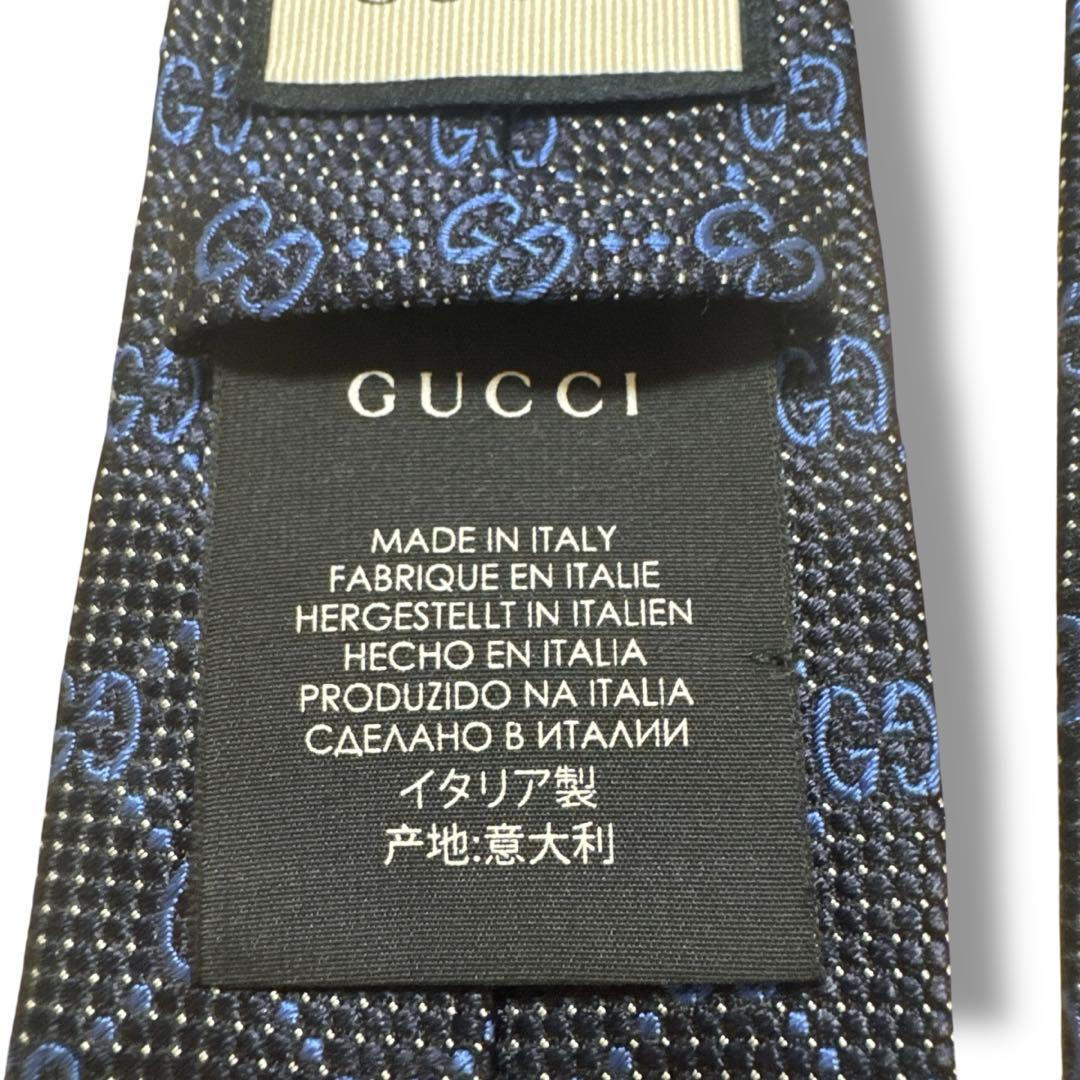 GUCCI
MADE IN ITALY
FABRIQUE EN ITALIE
HERGESTELLT IN ITALIEN
HECHO EN ITALIA
PRODUZIDO NA ITALIA
СДЕЛАНО В ИТАЛИИ
イタリア製
产地:意大利